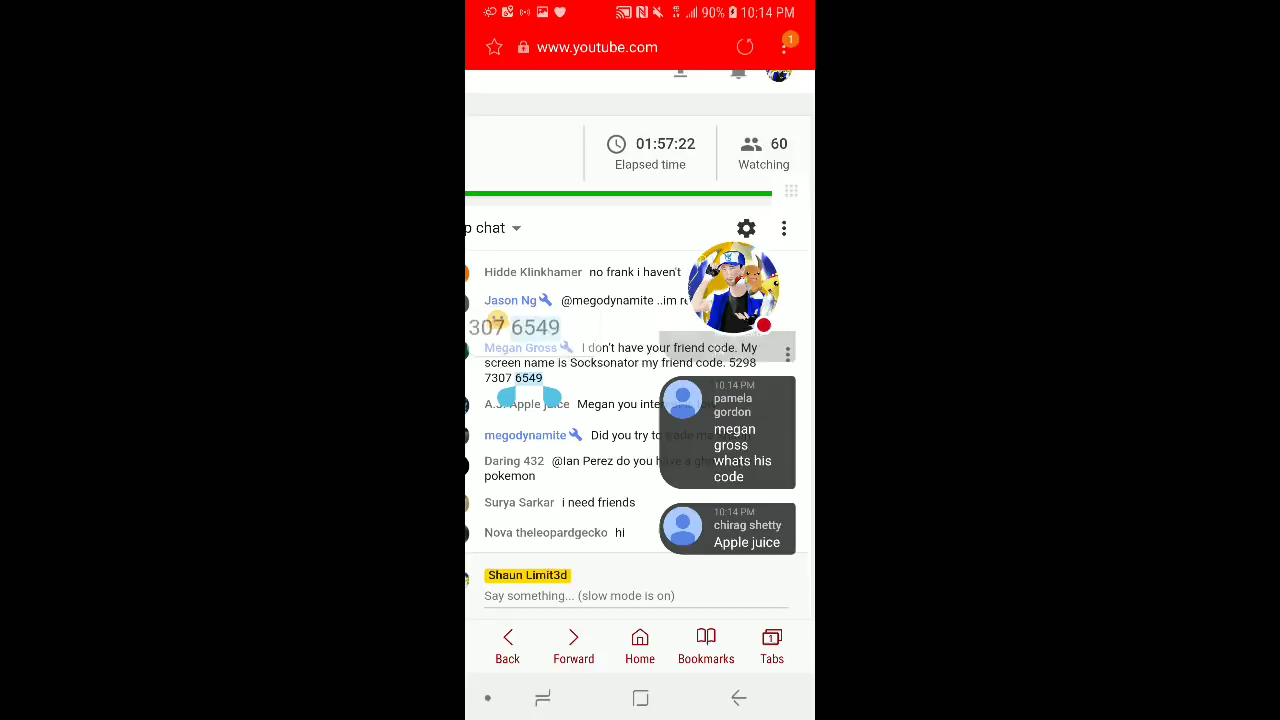 90% 10:14 PM
www.youtube.com
1
01:57:22
60
Elapsed time
Watching
p chat
Hidde Klinkhamer no frank i haven't
Jason Ng @megodynamite ..im re
307 6549
Megan Gross I don't have your friend code. My
screen name is Socksonator my friend code. 5298
7307 6549
A.J. Apple juice Megan you inte
megodynamite Did you try to trade me
Daring 432 @Ian Perez do you have a
pokemon
Surya Sarkar i need friends
Nova theleopardgecko hi
10:14 PM
pamela
gordon
megan
gross
whats his
code
10:14 PM
chirag shetty
Apple juice
Shaun Limit3d
Say something... (slow mode is on)
Back
Forward
Home
Bookmarks
1
Tabs